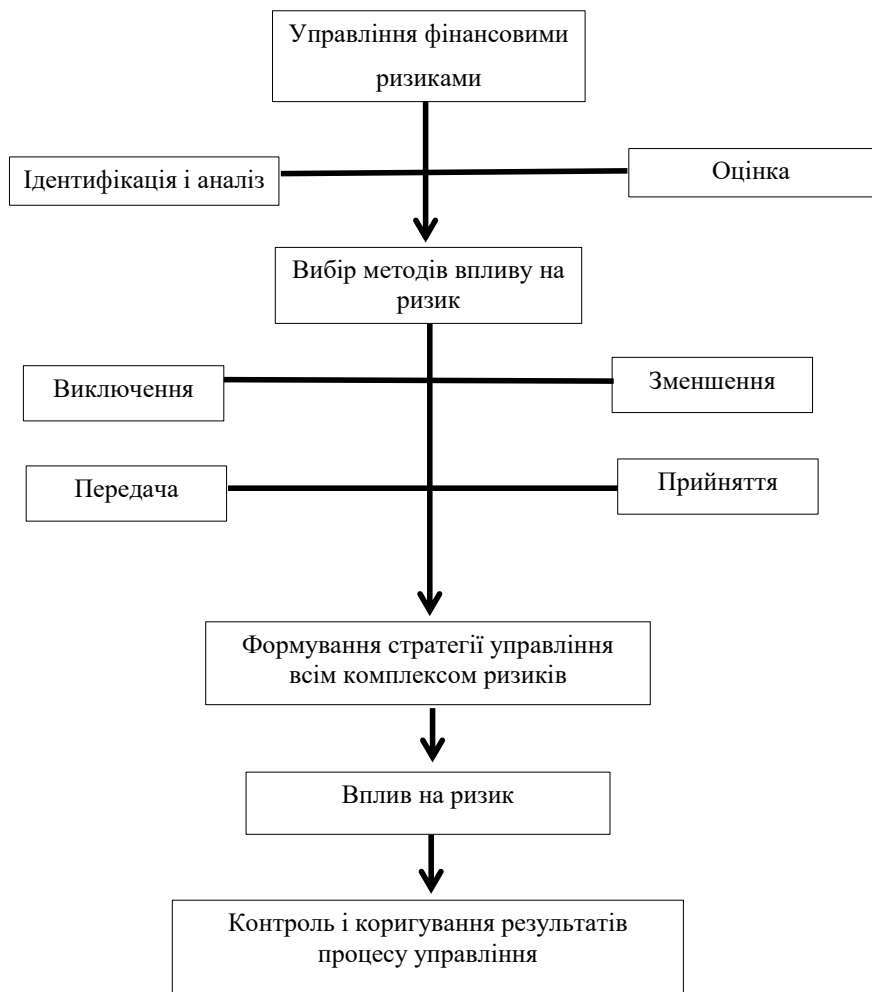 Управління фінансовими
ризиками
Ідентифікація і аналіз
Оцінка
Вибір методів впливу на
ризик
Виключення
Зменшення
Передача
Прийняття
Формування стратегії управління
всім комплексом ризиків
Вплив на ризик
Контроль і коригування результатів
процесу управління